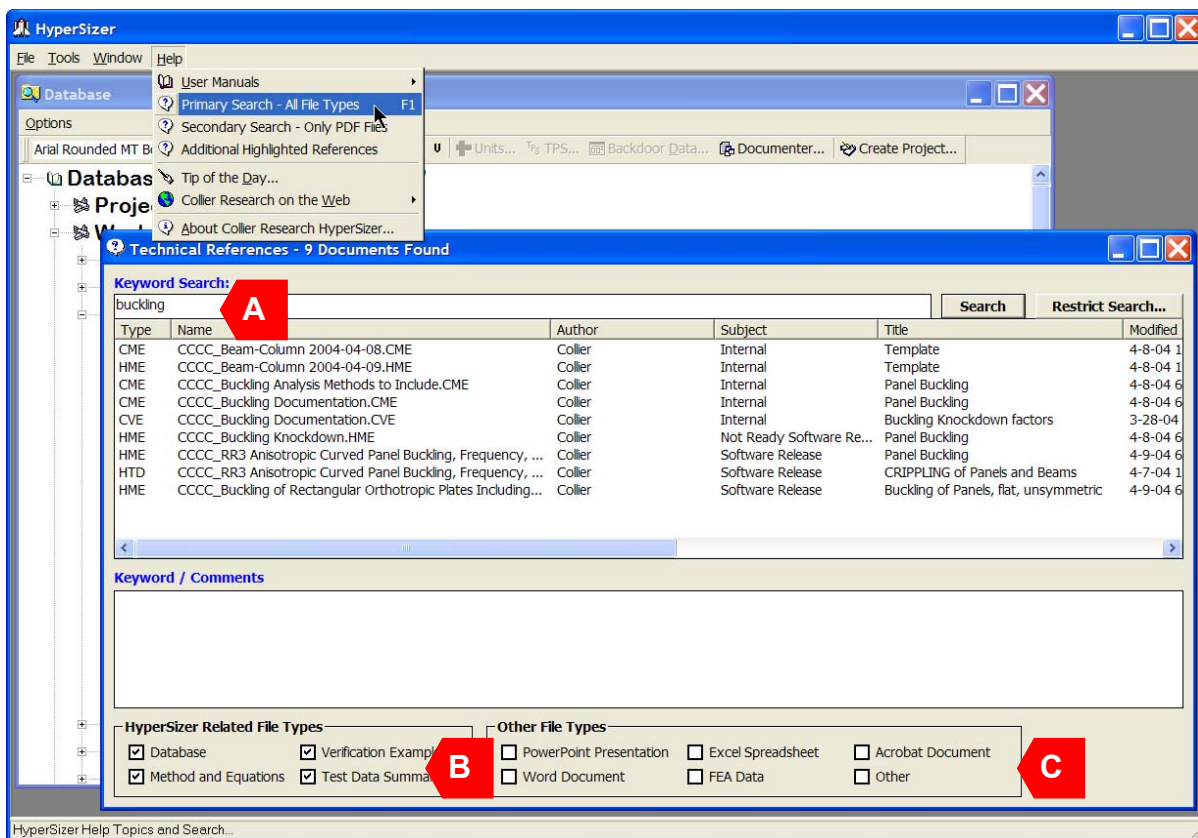 HyperSizer
File Tools Window Help
User Manuals
Primary Search - All File Types F1
Secondary Search - Only PDF Files
Additional Highlighted References
Tip of the Day...
Collier Research on the Web
About Collier Research HyperSizer...
Database
Options
Arial Rounded MT U Units... TPS TPS... Backdoor Data... Documenter... Create Project...
Databas
Proje
Technical References - 9 Documents Found
Keyword Search:
buckling A Search Restrict Search...
Type Name Author Subject Title Modified
CME CCCC_Beam-Column 2004-04-08.CME Collier Internal Template 4-8-04 1
HME CCCC_Beam-Column 2004-04-09.HME Collier Internal Template 4-8-04 1
CME CCCC_Buckling Analysis Methods to Include.CME Collier Internal Panel Buckling 4-8-04 6
CME CCCC_Buckling Documentation.CME Collier Internal Panel Buckling 4-8-04 6
CVE CCCC_Buckling Documentation.CVE Collier Internal Buckling Knockdown factors 3-28-04
HME CCCC_Buckling Knockdown.HME Collier Not Ready Software Re... Panel Buckling 4-8-04 6
HME CCCC_RR3 Anisotropic Curved Panel Buckling, Frequency, ... Collier Software Release Panel Buckling 4-9-04 6
HTD CCCC_RR3 Anisotropic Curved Panel Buckling, Frequency, ... Collier Software Release CRIPPLING of Panels and Beams 4-7-04 1
HME CCCC_Buckling of Rectangular Orthotropic Plates Including... Collier Software Release Buckling of Panels, flat, unsymmetric 4-9-04 6
Keyword / Comments
HyperSizer Related File Types Other File Types
Database Verification Exampl PowerPoint Presentation Excel Spreadsheet Acrobat Document
Method and Equations Test Data Summa B Word Document FEA Data Other C
HyperSizer Help Topics and Search...